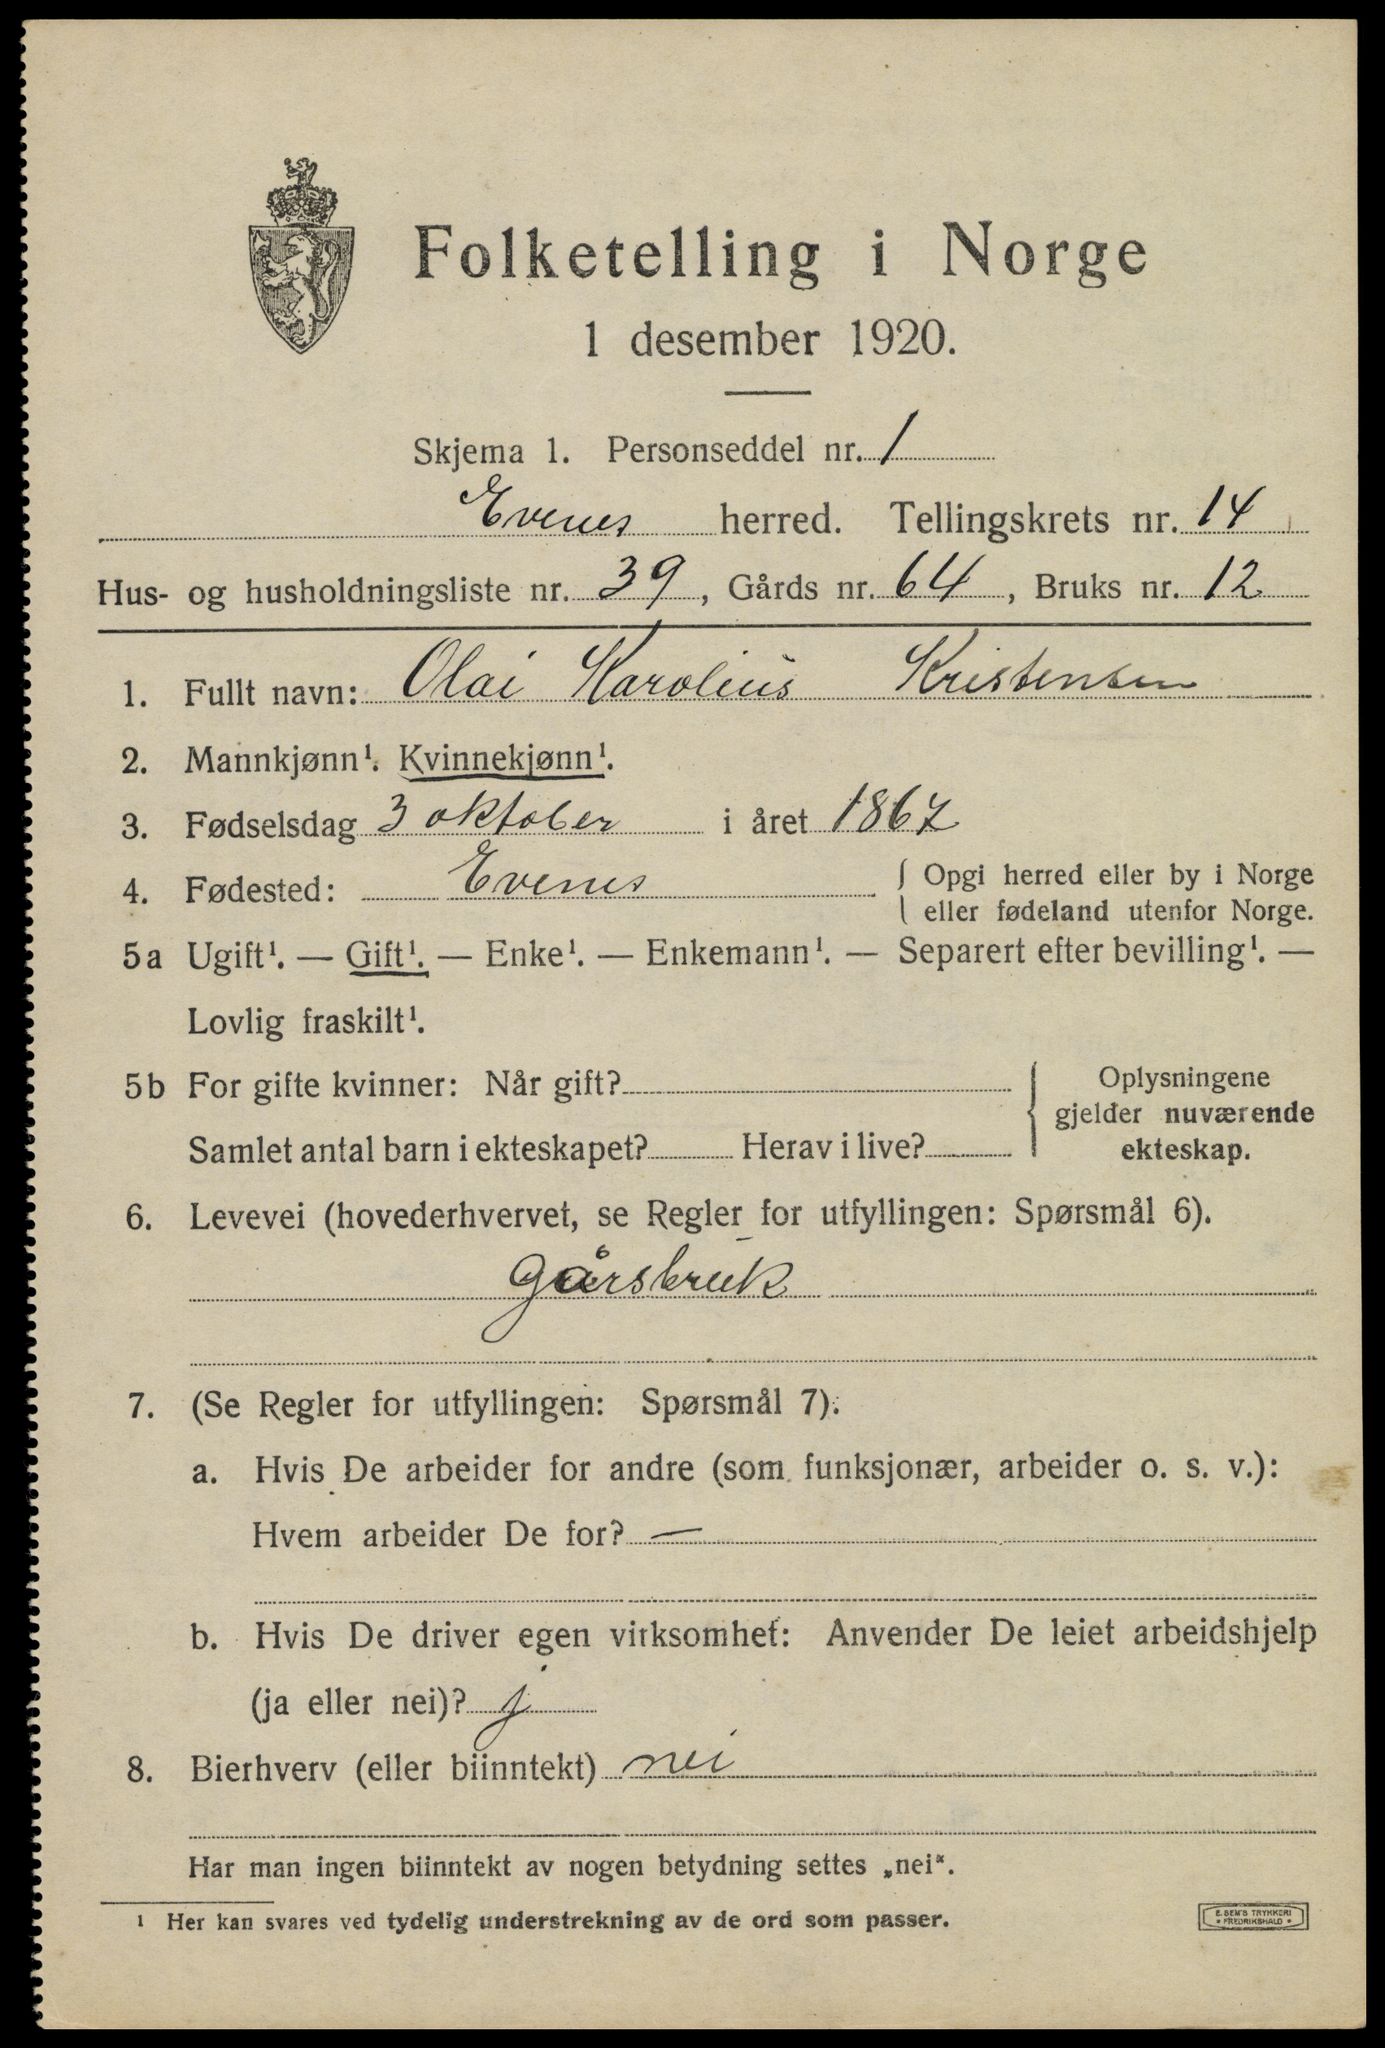 Folketelling i Norge
1 desember 1920.
Skjema 1. Personseddel nr. 1
Evenes herred. Tellingskrets nr. 14
Hus- og husholdningsliste nr. 39, Gårds nr. 64, Bruks nr. 12
1. Fullt navn: Olai Karolius Kristensen
2. Mannkjønn¹. Kvinnekjønn¹.
3. Fødselsdag 3 oktober i året 1867
4. Fødested: Evenes { Opgi herred eller by i Norge
eller fødeland utenfor Norge.
5a Ugift¹. — Gift¹. — Enke¹. — Enkemann¹. — Separert efter bevilling¹. —
Lovlig fraskilt¹.
5b For gifte kvinner: Når gift? { Oplysningene
gjelder nuværende
Samlet antal barn i ekteskapet? Herav i live? ekteskap.
6. Levevei (hovederhvervet, se Regler for utfyllingen: Spørsmål 6).
gårsbruk
7. (Se Regler for utfyllingen: Spørsmål 7).
a. Hvis De arbeider for andre (som funksjonær, arbeider o. s. v.):
Hvem arbeider De for? —
b. Hvis De driver egen virksomhet: Anvender De leiet arbeidshjelp
(ja eller nei)? j
8. Bierhverv (eller biinntekt) nei
Har man ingen biinntekt av nogen betydning settes „nei“.
¹ Her kan svares ved tydelig understrekning av de ord som passer.
E. SEM'S TRYKKERI
• FREDRIKSHALD •